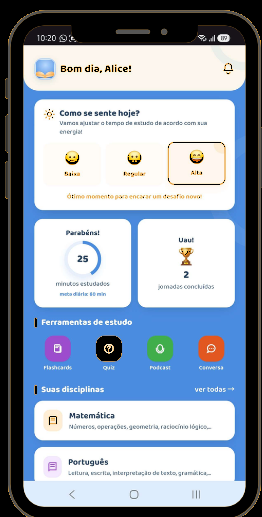 10:20
Bom dia, Alice!
Como se sente hoje?
Vamos ajustar o tempo de estudo de acordo com sua
energia!
Baixa
Regular
Alta
Ótimo momento para encarar um desafio novo!
Parabéns!
25
minutos estudados
meta diária: 60 min
Uau!
2
jornadas concluídas
Ferramentas de estudo
Flashcards
Quiz
Podcast
Conversa
Suas disciplinas
ver todas →
Matemática
Números, operações, geometria, raciocínio lógico,...
Português
Leitura, escrita, interpretação de texto, gramática,...